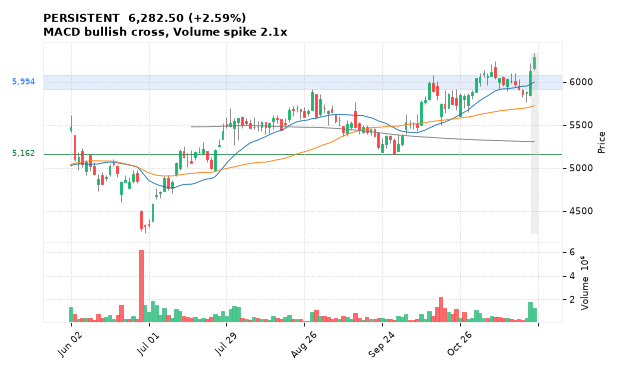 PERSISTENT 6,282.50 (+2.59%)
MACD bullish cross, Volume spike 2.1x
5,994
5,162
6000
5500
5000
4500
Price
6
4
2
Volume 10⁶
Jun 02
Jul 01
Jul 29
Aug 26
Sep 24
Oct 26